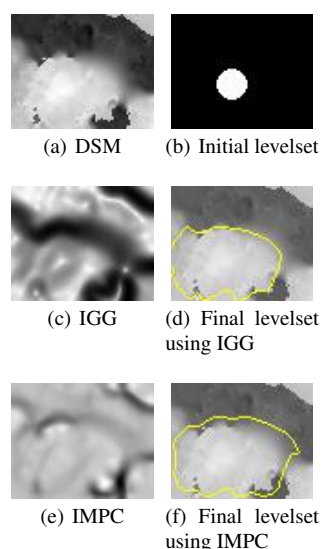 (a) DSM
(b) Initial levelset
(c) IGG
(d) Final levelset
using IGG
(e) IMPC
(f) Final levelset
using IMPC